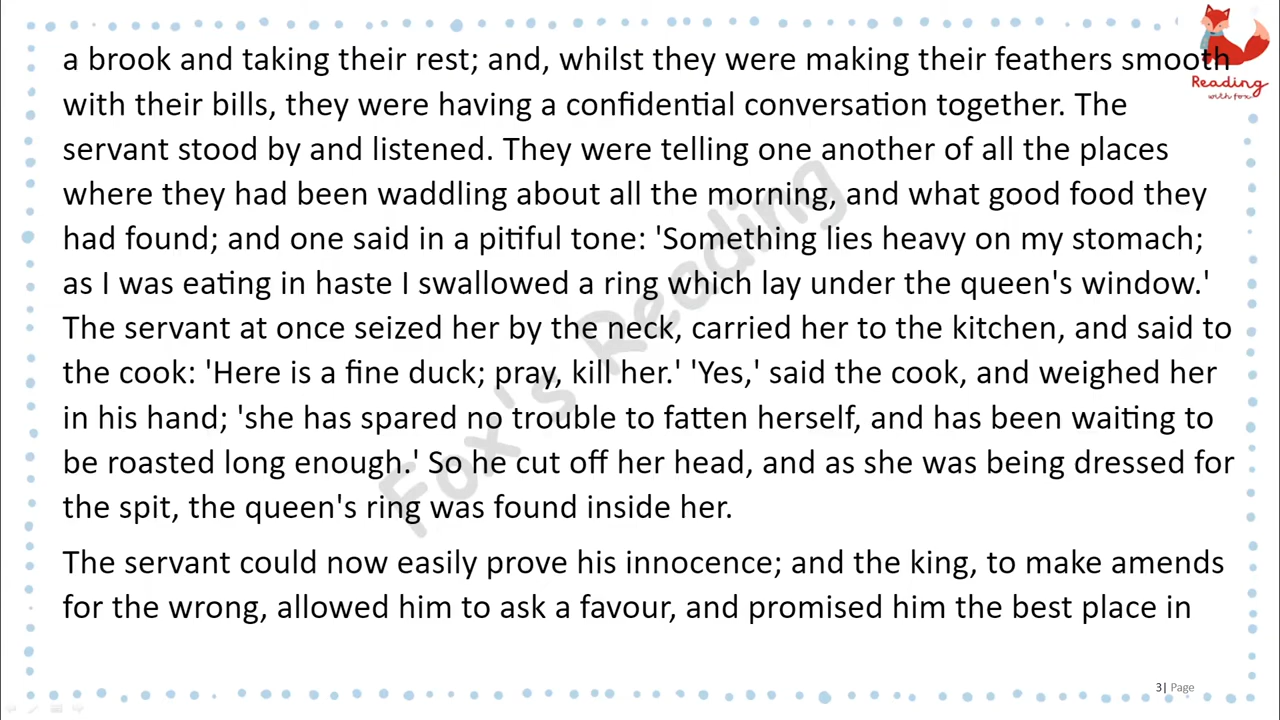 a brook and taking their rest; and, whilst they were making their feathers smooth
with their bills, they were having a confidential conversation together. The
servant stood by and listened. They were telling one another of all the places
where they had been waddling about all the morning, and what good food they
had found; and one said in a pitiful tone: 'Something lies heavy on my stomach;
as I was eating in haste I swallowed a ring which lay under the queen's window.'
The servant at once seized her by the neck, carried her to the kitchen, and said to
the cook: 'Here is a fine duck; pray, kill her.' 'Yes,' said the cook, and weighed her
in his hand; 'she has spared no trouble to fatten herself, and has been waiting to
be roasted long enough.' So he cut off her head, and as she was being dressed for
the spit, the queen's ring was found inside her.
The servant could now easily prove his innocence; and the king, to make amends
for the wrong, allowed him to ask a favour, and promised him the best place in
Reading
with fox
Fox's Reading
3| Page